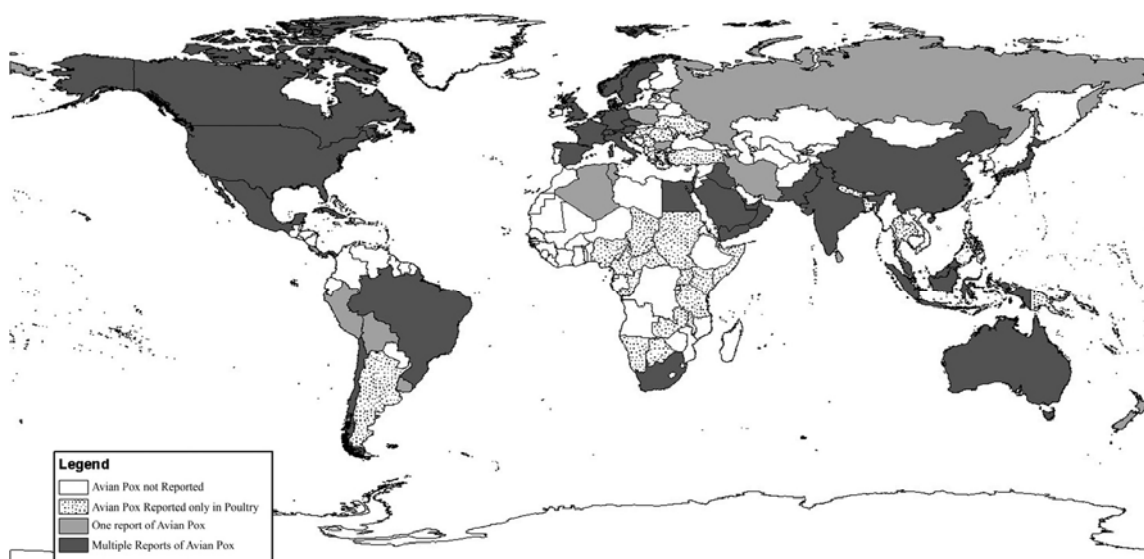 Legend
Avian Pox not Reported
Avian Pox Reported only in Poultry
One report of Avian Pox
Multiple Reports of Avian Pox